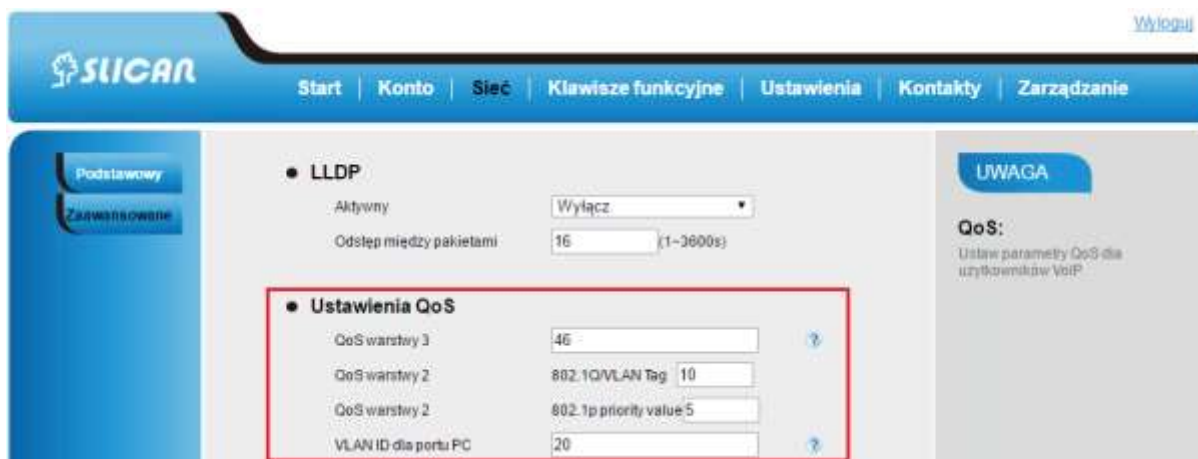 Wyloguj
SLICAN
Start | Konto | Sieć | Klawisze funkcyjne | Ustawienia | Kontakty | Zarządzanie
Podstawowy
Zaawansowane
LLDP
Aktywny Wyłącz
Odstęp między pakietami 16 (1~3600s)
Ustawienia QoS
QoS warstwy 3 46 ?
QoS warstwy 2 802.1Q/VLAN Tag 10
QoS warstwy 2 802.1p priority value 5
VLAN ID dla portu PC 20 ?
UWAGA
QoS:
Ustaw parametry QoS dla
użytkowników VoIP